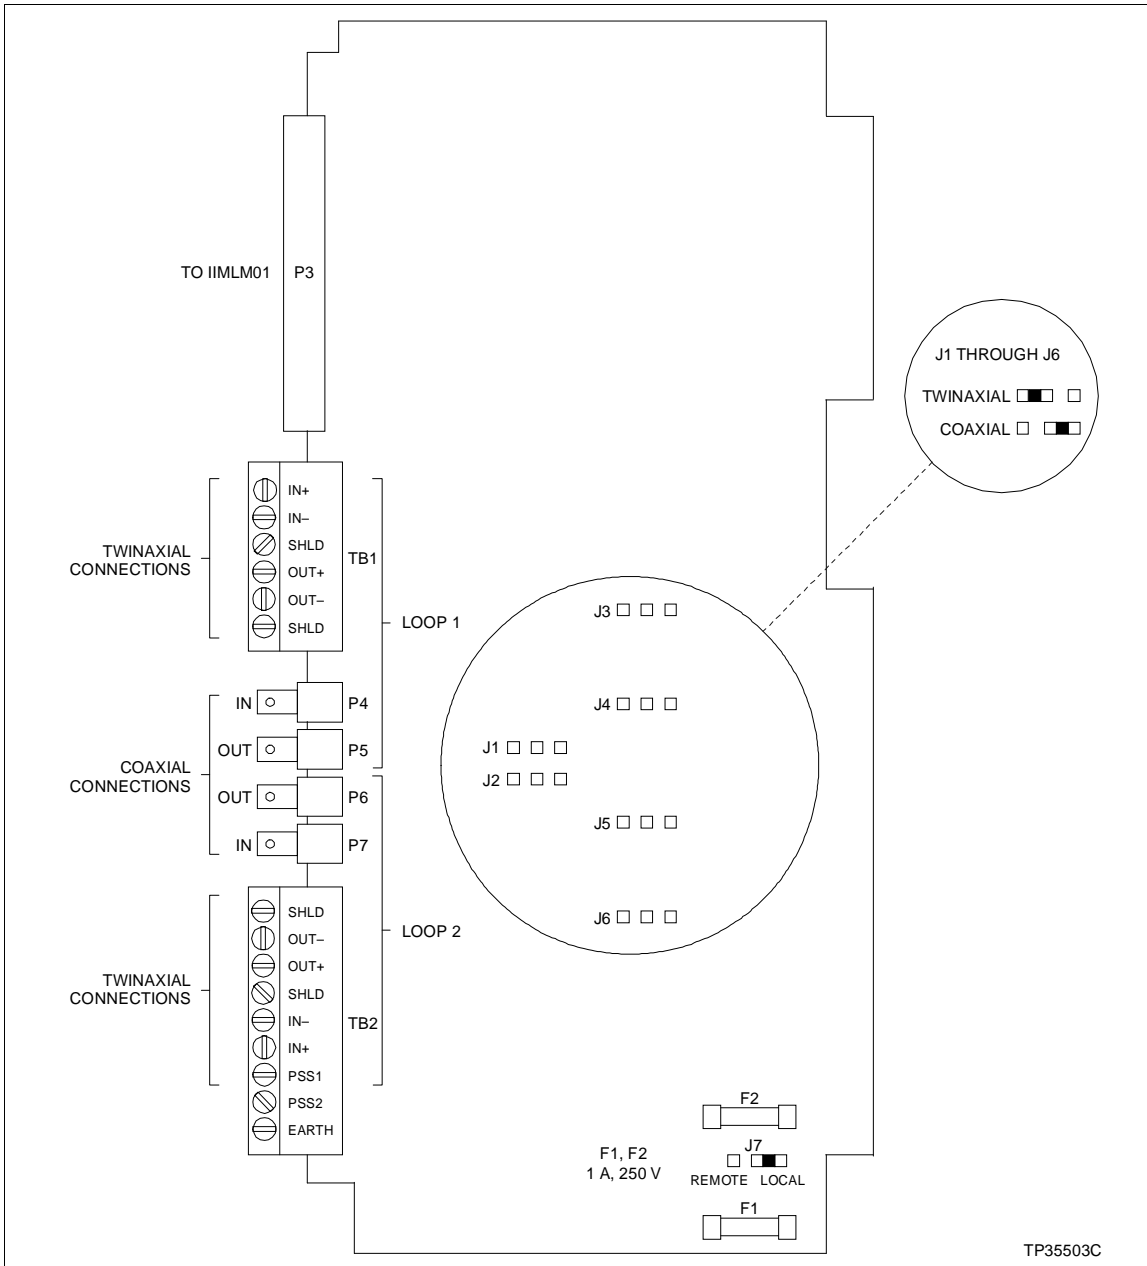 TO IIMLM01
P3
J1 THROUGH J6
TWINAXIAL
COAXIAL
TWINAXIAL
CONNECTIONS
IN+
IN–
SHLD
OUT+
OUT–
SHLD
TB1
LOOP 1
COAXIAL
CONNECTIONS
IN
P4
OUT
P5
OUT
P6
IN
P7
J3
J4
J1
J2
J5
J6
TWINAXIAL
CONNECTIONS
SHLD
OUT–
OUT+
SHLD
IN–
IN+
PSS1
PSS2
EARTH
TB2
LOOP 2
F2
F1, F2
1 A, 250 V
J7
REMOTE LOCAL
F1
TP35503C